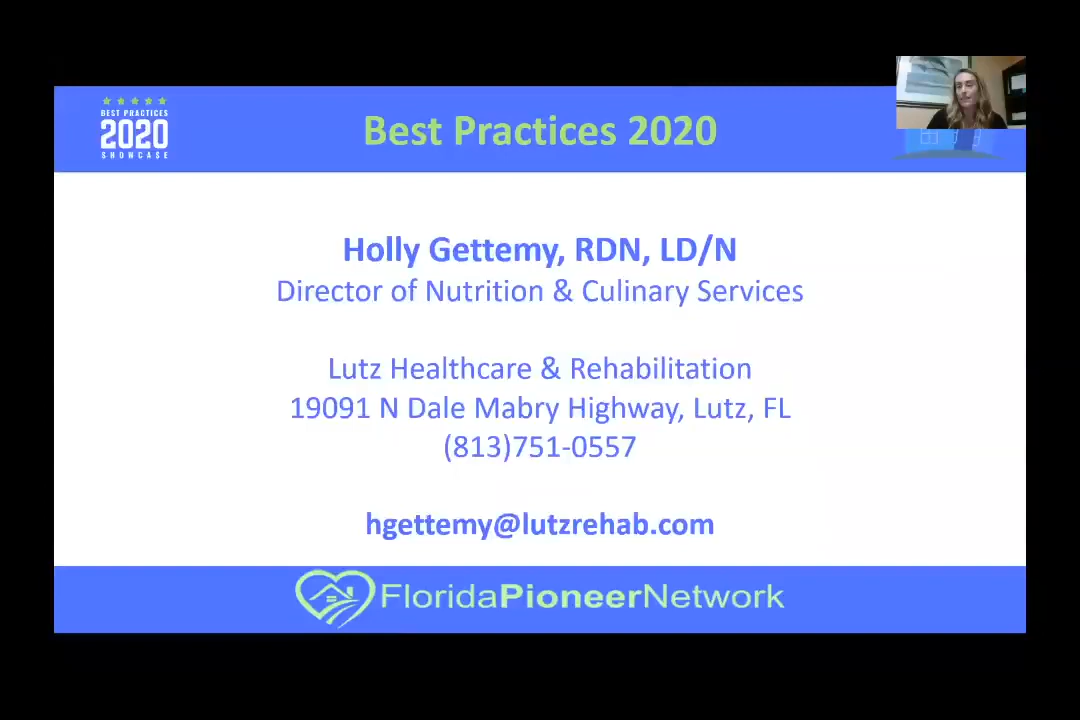 BEST PRACTICES
2020
SHOWCASE
Best Practices 2020
Holly Gettemy, RDN, LD/N
Director of Nutrition & Culinary Services
Lutz Healthcare & Rehabilitation
19091 N Dale Mabry Highway, Lutz, FL
(813)751-0557
hgettemy@lutzrehab.com
FloridaPioneerNetwork